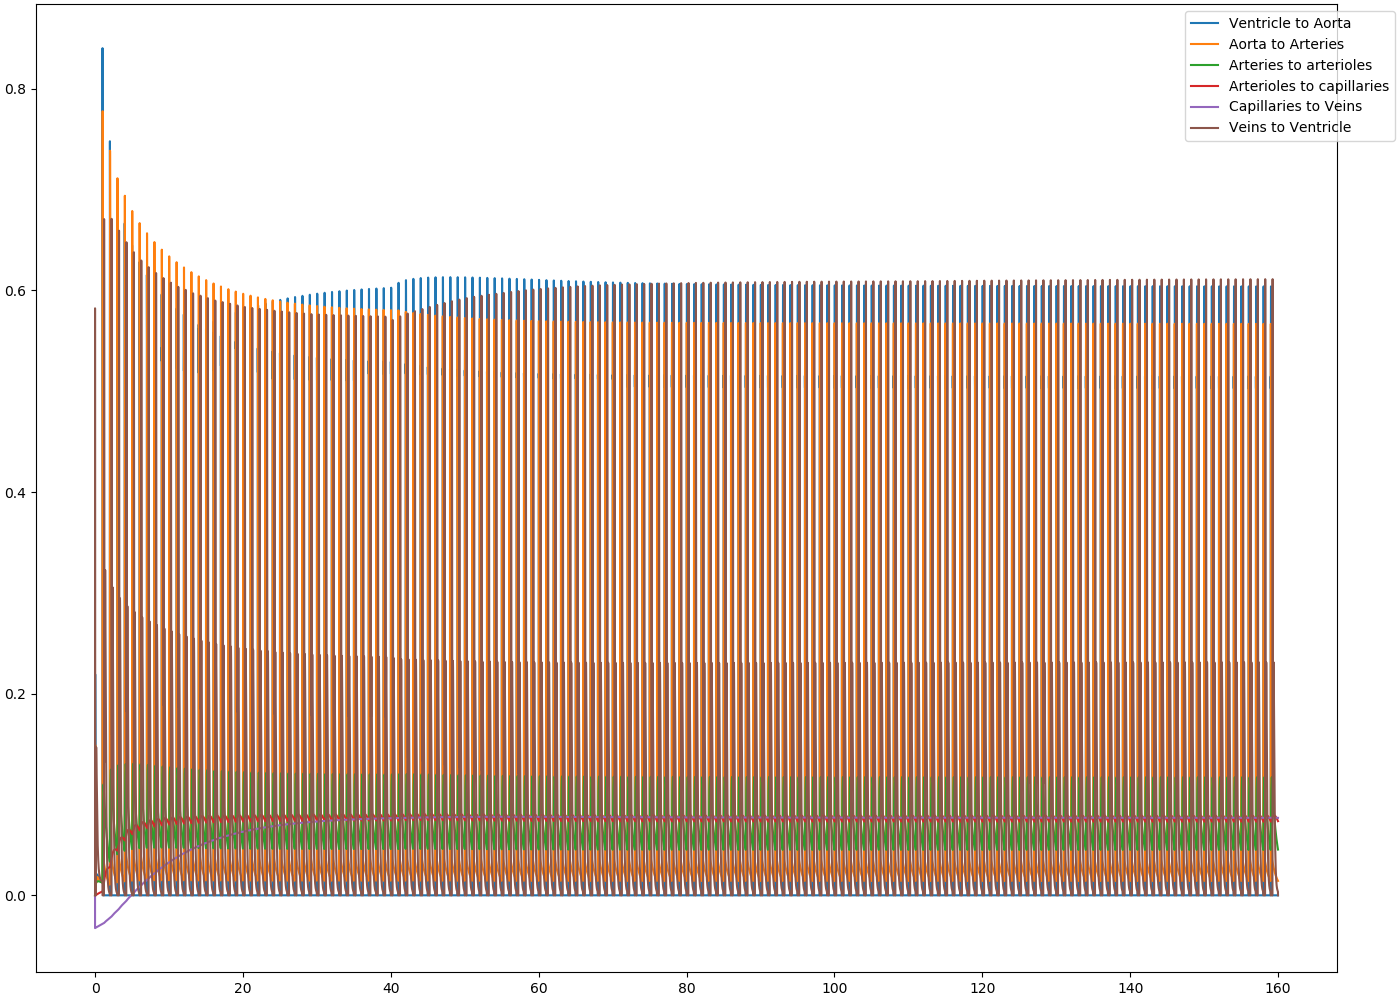 Ventricle to Aorta
Aorta to Arteries
Arteries to arterioles
Arterioles to capillaries
Capillaries to Veins
Veins to Ventricle
0.8
0.6
0.4
0.2
0.0
0 20 40 60 80 100 120 140 160